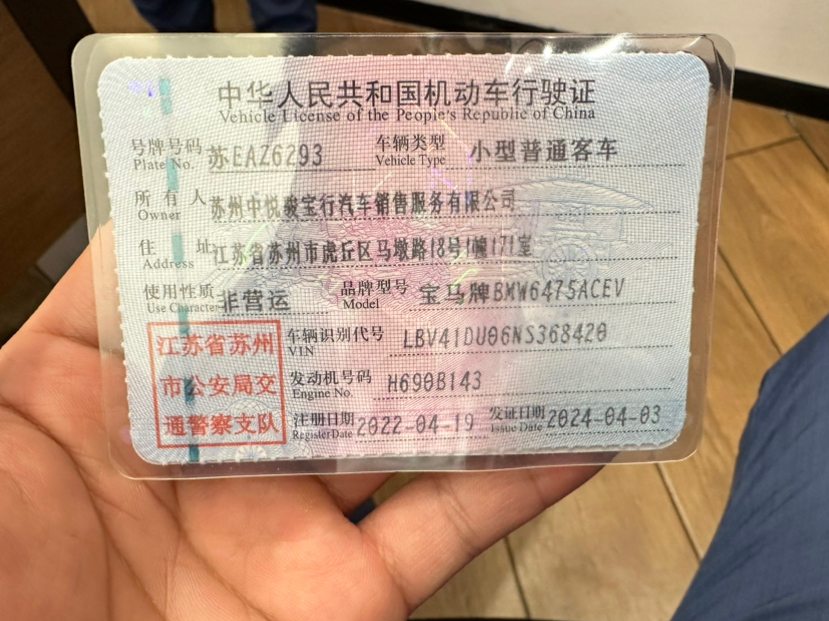 中华人民共和国机动车行驶证
Vehicle License of the People's Republic of China
号牌号码 苏EAZ6293 车辆类型 小型普通客车
Plate No. Vehicle Type
所有人 苏州中悦骏宝行汽车销售服务有限公司
Owner
住址 江苏省苏州市虎丘区马墩路18号1幢171室
Address
使用性质 非营运 品牌型号 宝马牌BMW6475ACEV
Use Character Model
江苏省苏州 车辆识别代号 LBV41DU06NS368420
VIN
市公安局交 发动机号码 H690B143
Engine No.
通警察支队 注册日期 2022-04-19 发证日期 2024-04-03
Register Date Issue Date